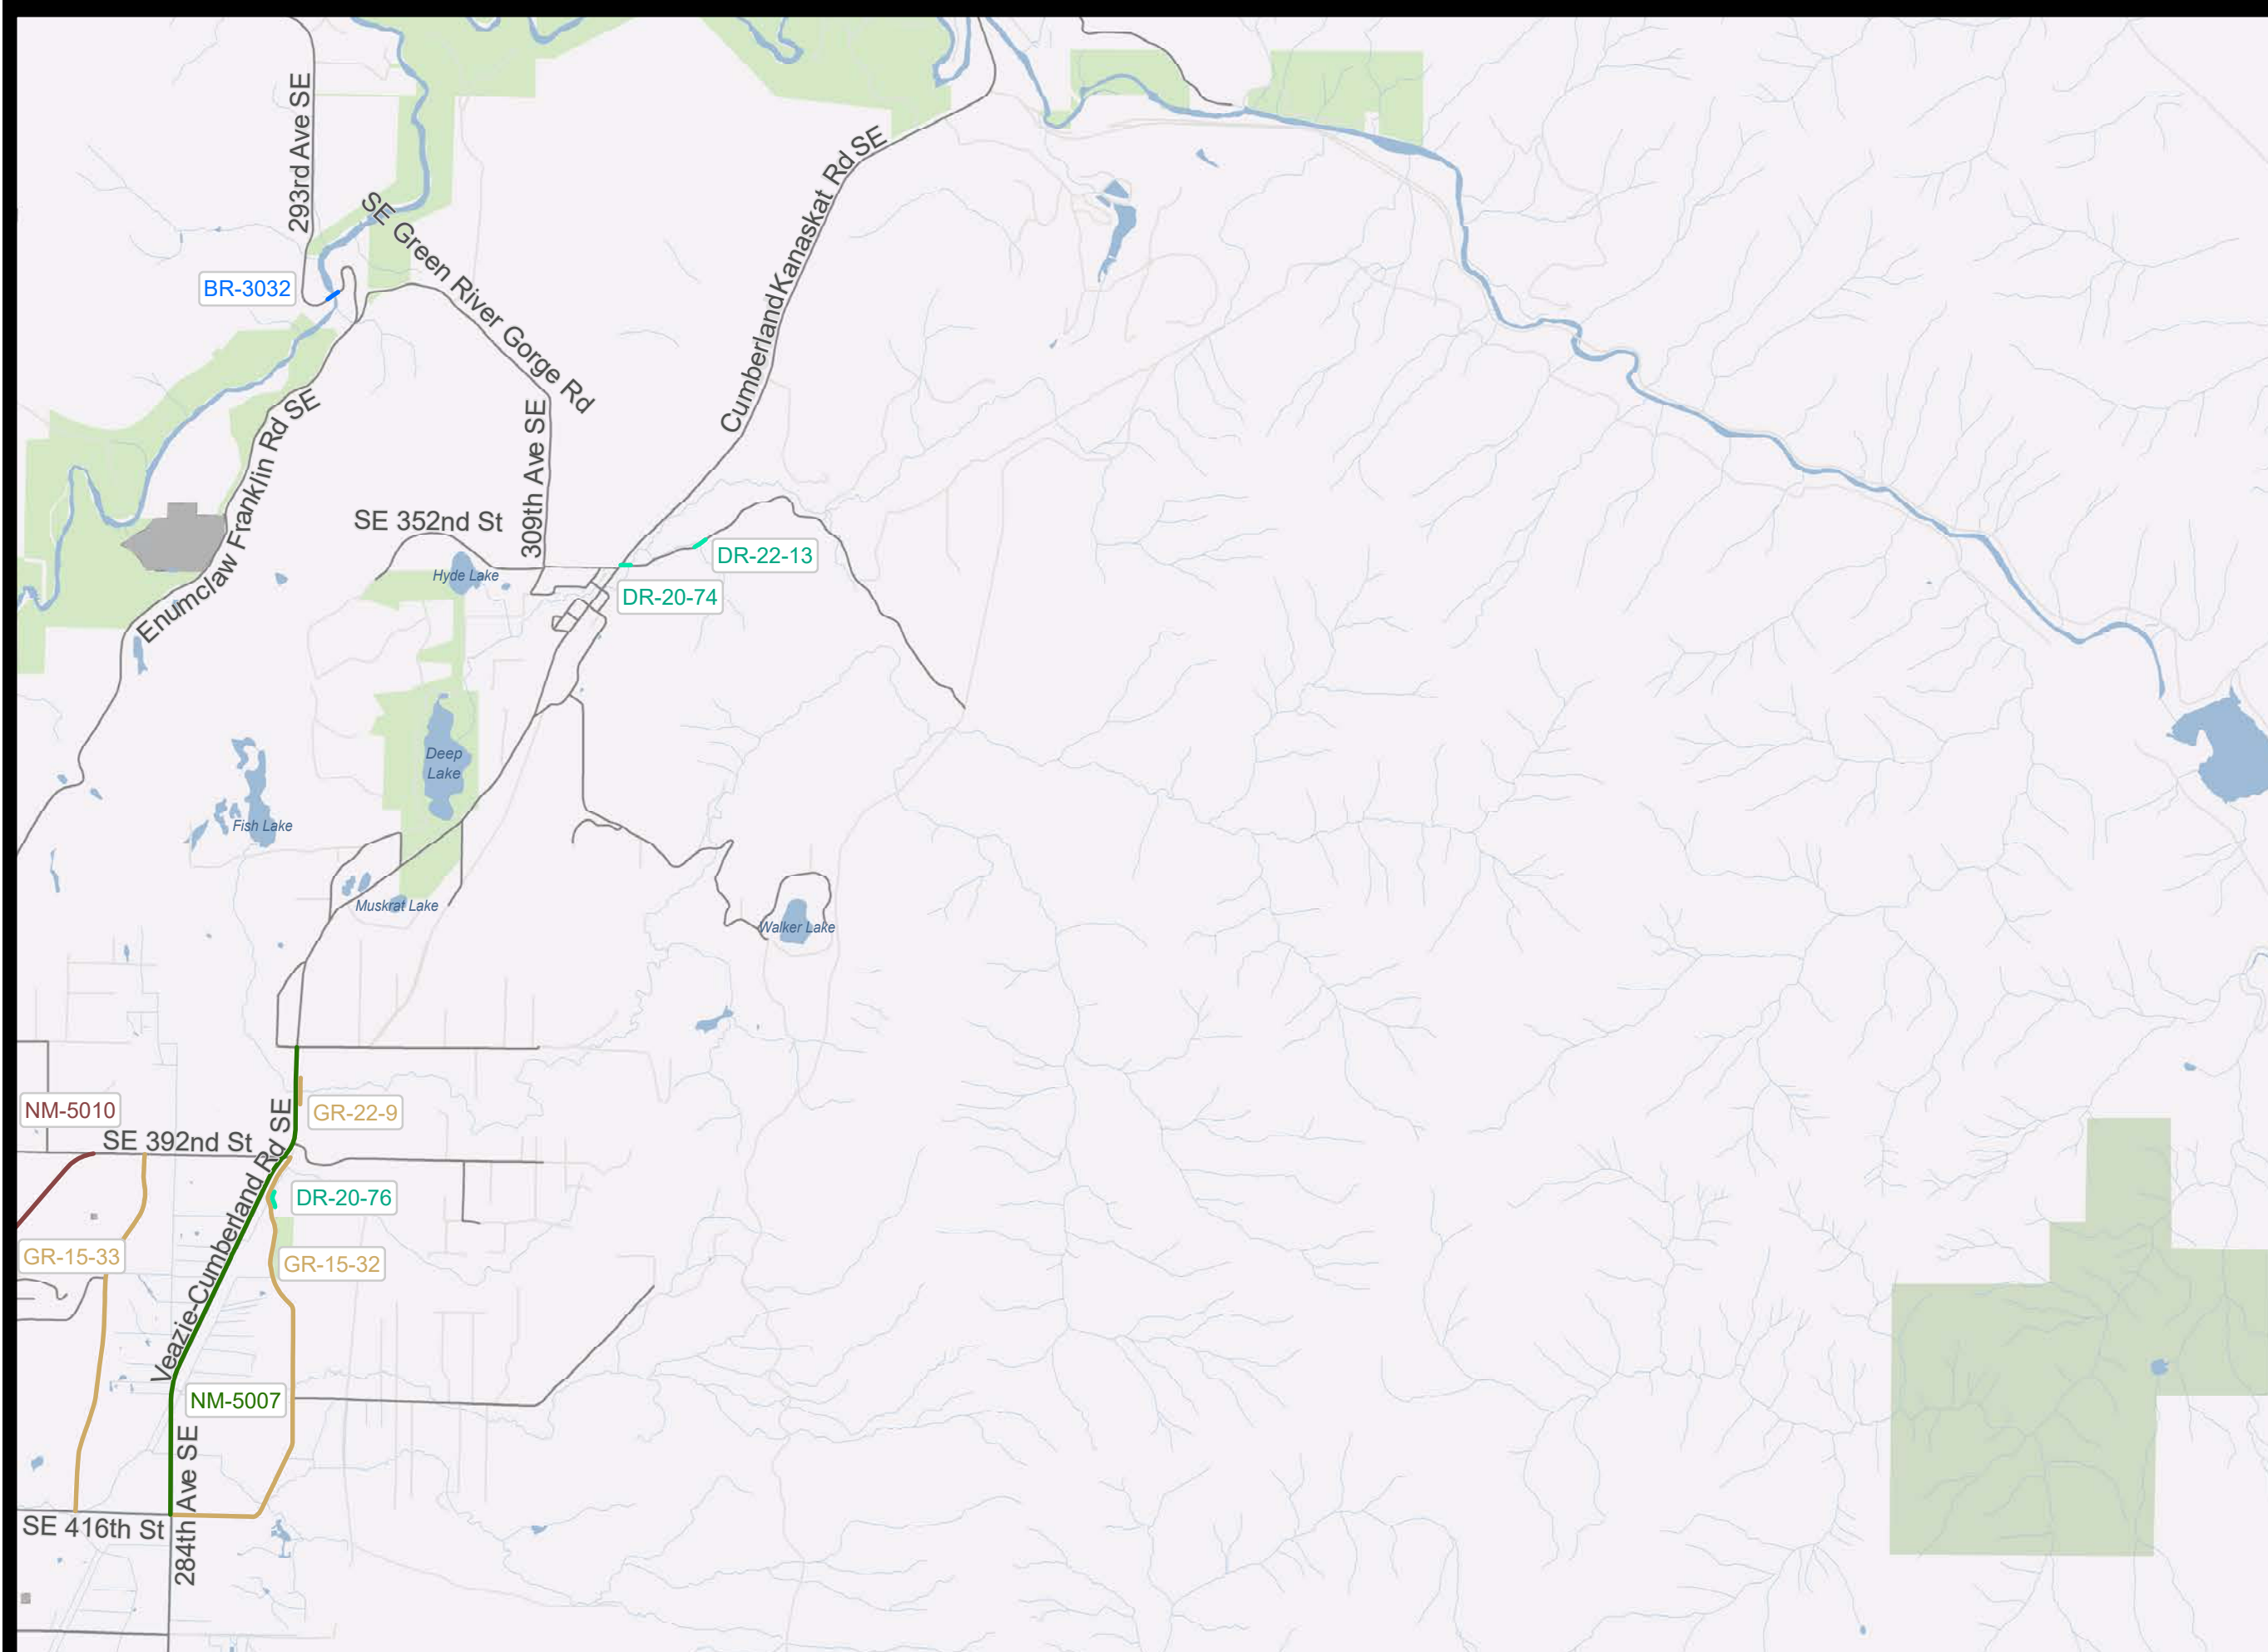 293rd Ave SE
SE Green River Gorge Rd
Cumberland Kanaskat Rd SE
BR-3032
Enumclaw Frankin Rd SE
309th Ave SE
SE 352nd St
Hyde Lake
DR-22-13
DR-20-74
Deep
Lake
Fish Lake
Muskrat Lake
Walker Lake
NM-5010
GR-22-9
SE 392nd St
Veazie-Cumberland Rd SE
DR-20-76
GR-15-33
GR-15-32
NM-5007
284th Ave SE
SE 416th St